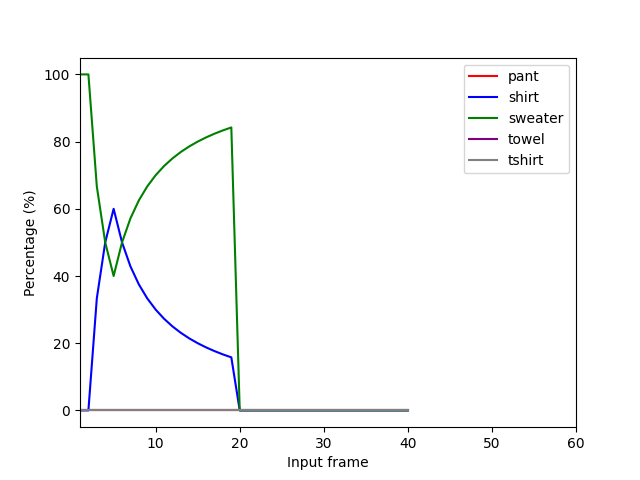 100
80
60
40
20
0
Percentage (%)
10 20 30 40 50 60
Input frame
pant
shirt
sweater
towel
tshirt